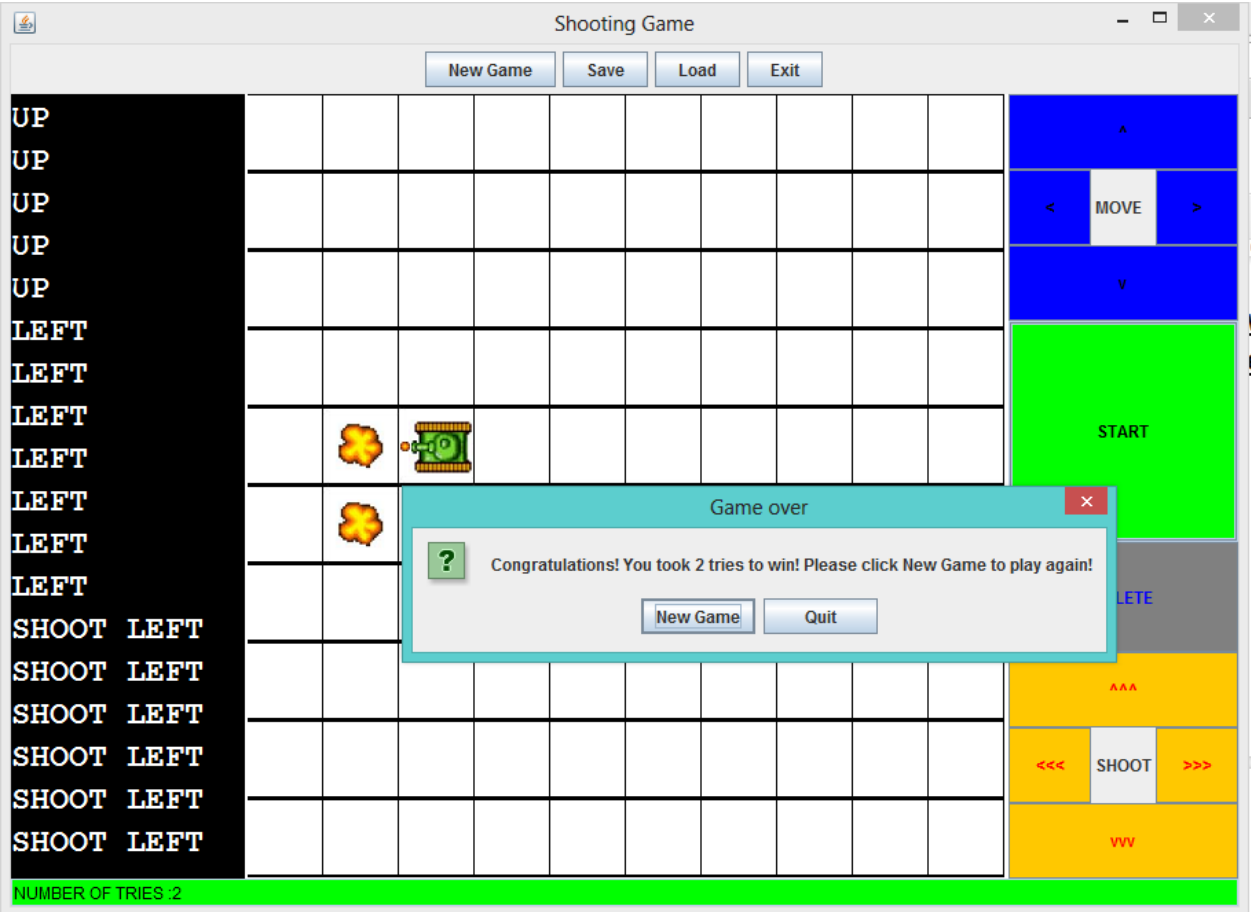 Shooting Game
New Game Save Load Exit
UP
UP
UP
UP
UP
LEFT
LEFT
LEFT
LEFT
LEFT
LEFT
LEFT
SHOOT LEFT
SHOOT LEFT
SHOOT LEFT
SHOOT LEFT
SHOOT LEFT
SHOOT LEFT
^
< MOVE >
v
START
LETE
^^^
<<< SHOOT >>>
vvv
Game over
? Congratulations! You took 2 tries to win! Please click New Game to play again!
New Game Quit
NUMBER OF TRIES :2